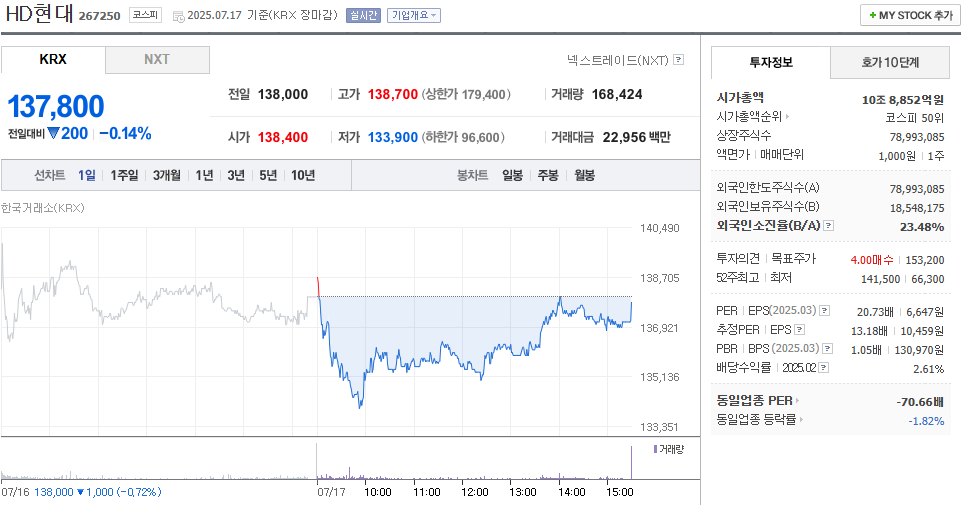 HD현대 267250 코스피 2025.07.17 기준(KRX 장마감) 실시간 기업개요
+ MY STOCK 추가
KRX NXT
넥스트레이드(NXT) ?
137,800
전일대비 ▼200 -0.14%
전일 138,000 고가 138,700 (상한가 179,400) 거래량 168,424
시가 138,400 저가 133,900 (하한가 96,600) 거래대금 22,956 백만
선차트 1일 1주일 3개월 1년 3년 5년 10년 봉차트 일봉 주봉 월봉
한국거래소(KRX)
140,490
138,705
136,921
135,136
133,351
거래량
07/16 138,000 ▼1,000 (-0.72%) 07/17 10:00 11:00 12:00 13:00 14:00 15:00
투자정보 호가 10단계
시가총액 10조 8,852억원
시가총액순위 코스피 50위
상장주식수 78,993,085
액면가 매매단위 1,000원 1주
외국인한도주식수(A) 78,993,085
외국인보유주식수(B) 18,548,175
외국인소진율(B/A) ? 23.48%
투자의견 목표주가 4.00매수 153,200
52주최고 최저 141,500 66,300
PER EPS(2025.03) ? 20.73배 6,647원
추정PER EPS ? 13.18배 10,459원
PBR BPS (2025.03) ? 1.05배 130,970원
배당수익률 2025.02 ? 2.61%
동일업종 PER -70.66배
동일업종 등락률 -1.82%